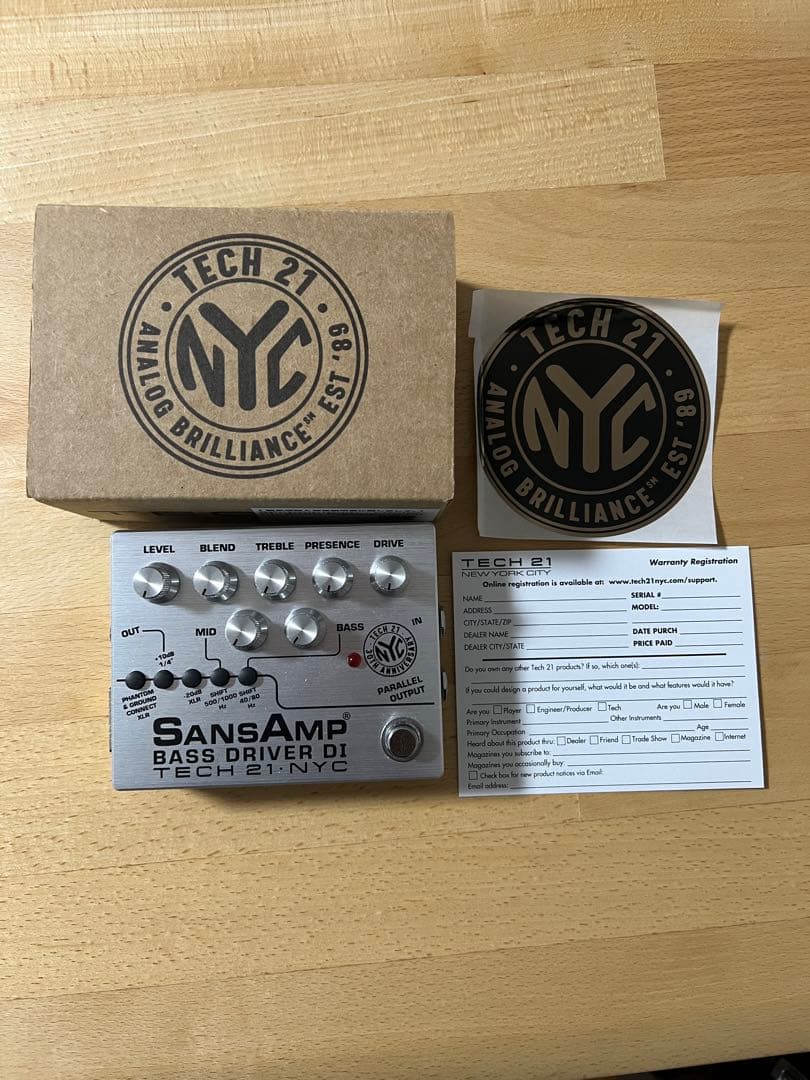 TECH 21
NYC
ANALOG BRILLIANCE℠ EST '89
TECH 21
NYC
ANALOG BRILLIANCE℠ EST '89
LEVEL BLEND TREBLE PRESENCE DRIVE
OUT
+10dB
1/4"
MID
BASS
TECH 21
NYC
30TH ANNIVERSARY
IN
PHANTOM
& GROUND
CONNECT
XLR
-20dB
XLR
SHIFT
500/1000
Hz
SHIFT
40/80
Hz
PARALLEL
OUTPUT
SANSAMP®
BASS DRIVER DI
TECH 21·NYC
TECH 21
NEW YORK CITY
Warranty Registration
Online registration is available at: www.tech21nyc.com/support.
NAME
SERIAL #
ADDRESS
MODEL:
CITY/STATE/ZIP
DEALER NAME
DATE PURCH
DEALER CITY/STATE
PRICE PAID
Do you own any other Tech 21 products? If so, which one(s):
If you could design a product for yourself, what would it be and what features would it have?
Are you Player Engineer/Producer Tech Are you Male Female
Primary Instrument Other Instruments
Primary Occupation Age
Heard about this product thru: Dealer Friend Trade Show Magazine Internet
Magazines you subscribe to:
Magazines you occasionally buy:
Check box for new product notices via Email:
Email address: